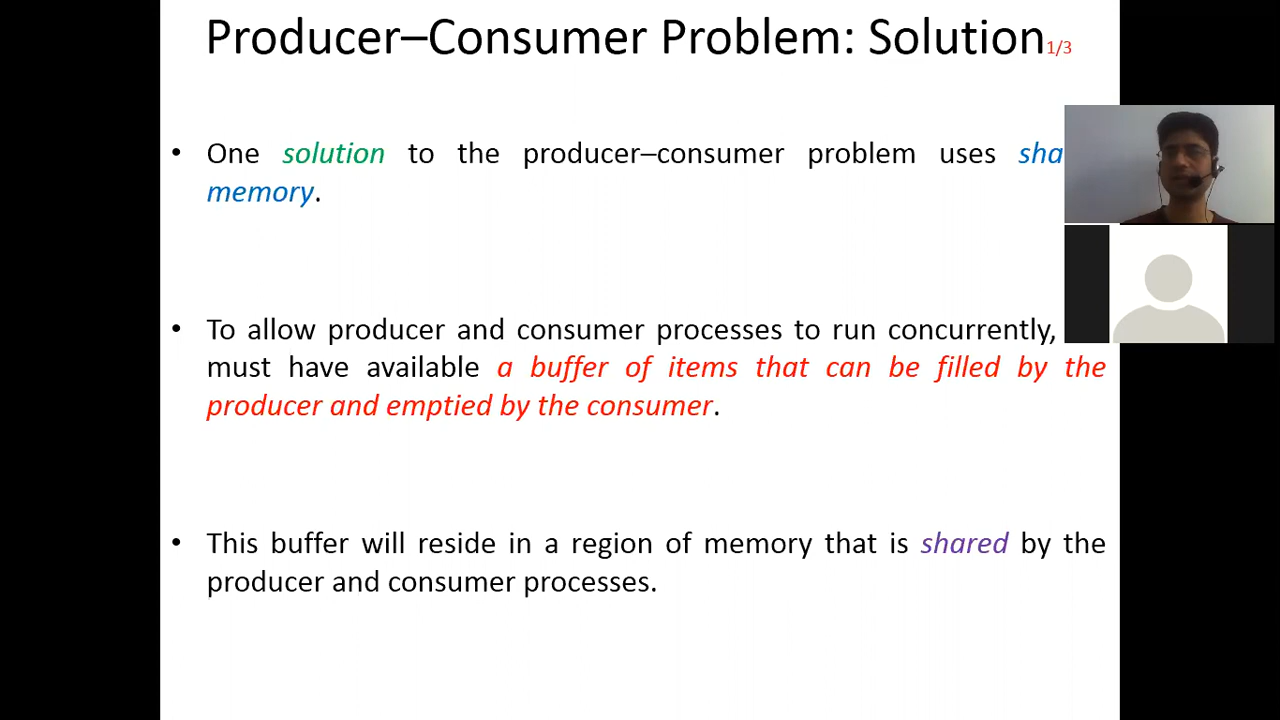 Producer–Consumer Problem: Solution1/3
• One solution to the producer–consumer problem uses
memory.
• To allow producer and consumer processes to run concurrently,
must have available a buffer of items that can be filled by the
producer and emptied by the consumer.
• This buffer will reside in a region of memory that is shared by the
producer and consumer processes.